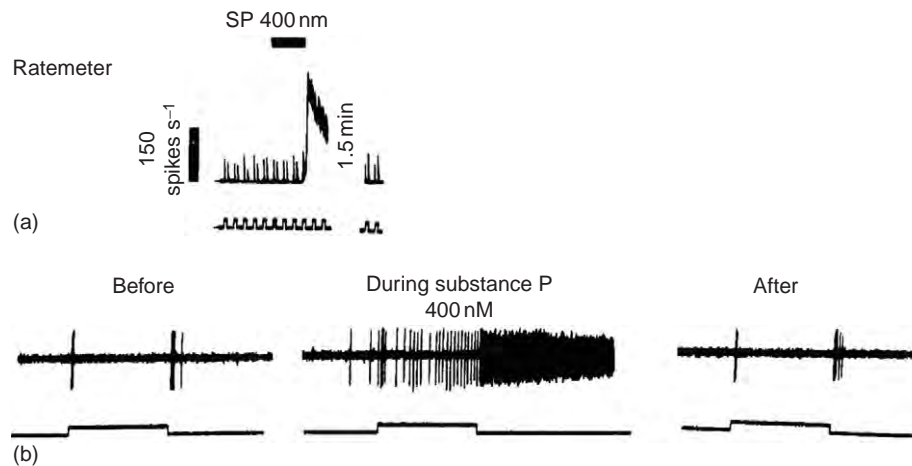 SP 400 nm
Ratemeter
150
spikes s⁻¹
1.5 min
(a)
Before
During substance P
400 nM
After
(b)